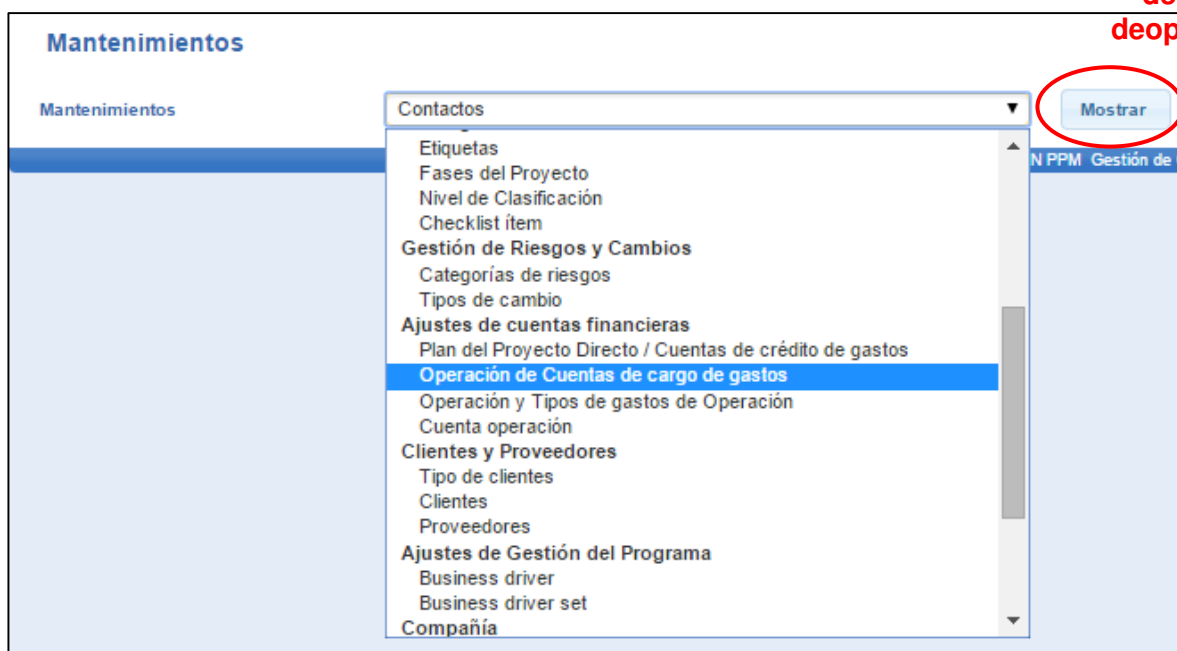 deop
Mantenimientos
Mantenimientos
Contactos
Mostrar
N PPM Gestión de
Etiquetas
Fases del Proyecto
Nivel de Clasificación
Checklist ítem
Gestión de Riesgos y Cambios
Categorías de riesgos
Tipos de cambio
Ajustes de cuentas financieras
Plan del Proyecto Directo / Cuentas de crédito de gastos
Operación de Cuentas de cargo de gastos
Operación y Tipos de gastos de Operación
Cuenta operación
Clientes y Proveedores
Tipo de clientes
Clientes
Proveedores
Ajustes de Gestión del Programa
Business driver
Business driver set
Compañía